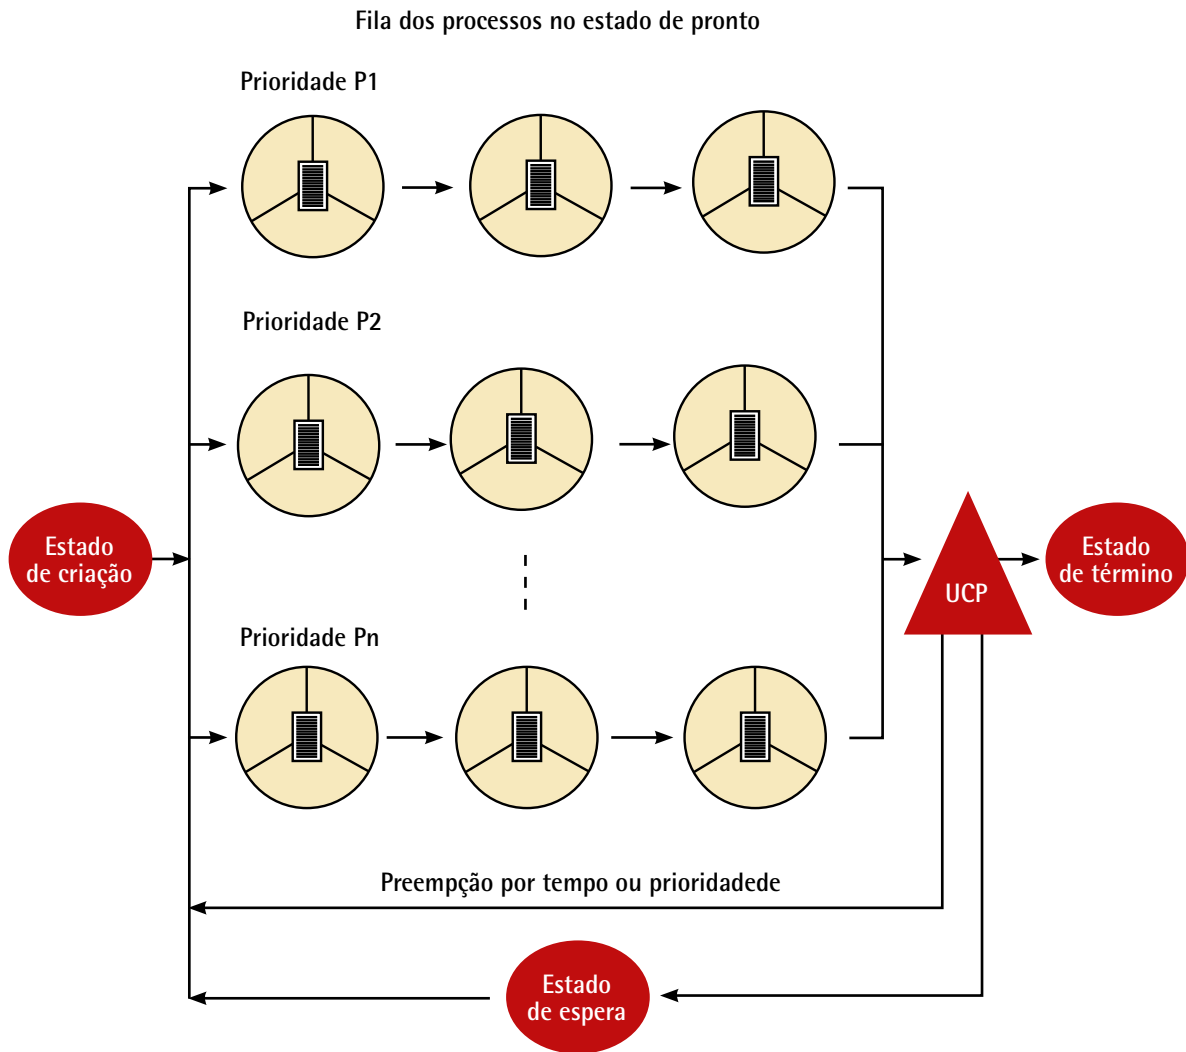 Fila dos processos no estado de pronto
Prioridade P1
Prioridade P2
Estado
de criação
UCP
Estado
de término
Prioridade Pn
Preempção por tempo ou prioridadede
Estado
de espera